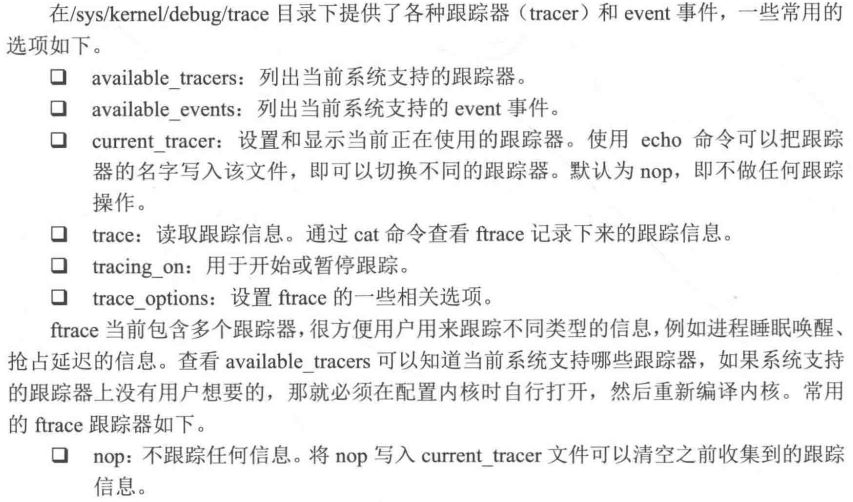 在/sys/kernel/debug/trace 目录下提供了各种跟踪器（tracer）和 event 事件，一些常用的
选项如下。
❑ available_tracers：列出当前系统支持的跟踪器。
❑ available_events：列出当前系统支持的 event 事件。
❑ current_tracer：设置和显示当前正在使用的跟踪器。使用 echo 命令可以把跟踪
器的名字写入该文件，即可以切换不同的跟踪器。默认为 nop，即不做任何跟踪
操作。
❑ trace：读取跟踪信息。通过 cat 命令查看 ftrace 记录下来的跟踪信息。
❑ tracing_on：用于开始或暂停跟踪。
❑ trace_options：设置 ftrace 的一些相关选项。
ftrace 当前包含多个跟踪器，很方便用户用来跟踪不同类型的信息，例如进程睡眠唤醒、
抢占延迟的信息。查看 available_tracers 可以知道当前系统支持哪些跟踪器，如果系统支持
的跟踪器上没有用户想要的，那就必须在配置内核时自行打开，然后重新编译内核。常用
的 ftrace 跟踪器如下。
❑ nop：不跟踪任何信息。将 nop 写入 current_tracer 文件可以清空之前收集到的跟踪
信息。